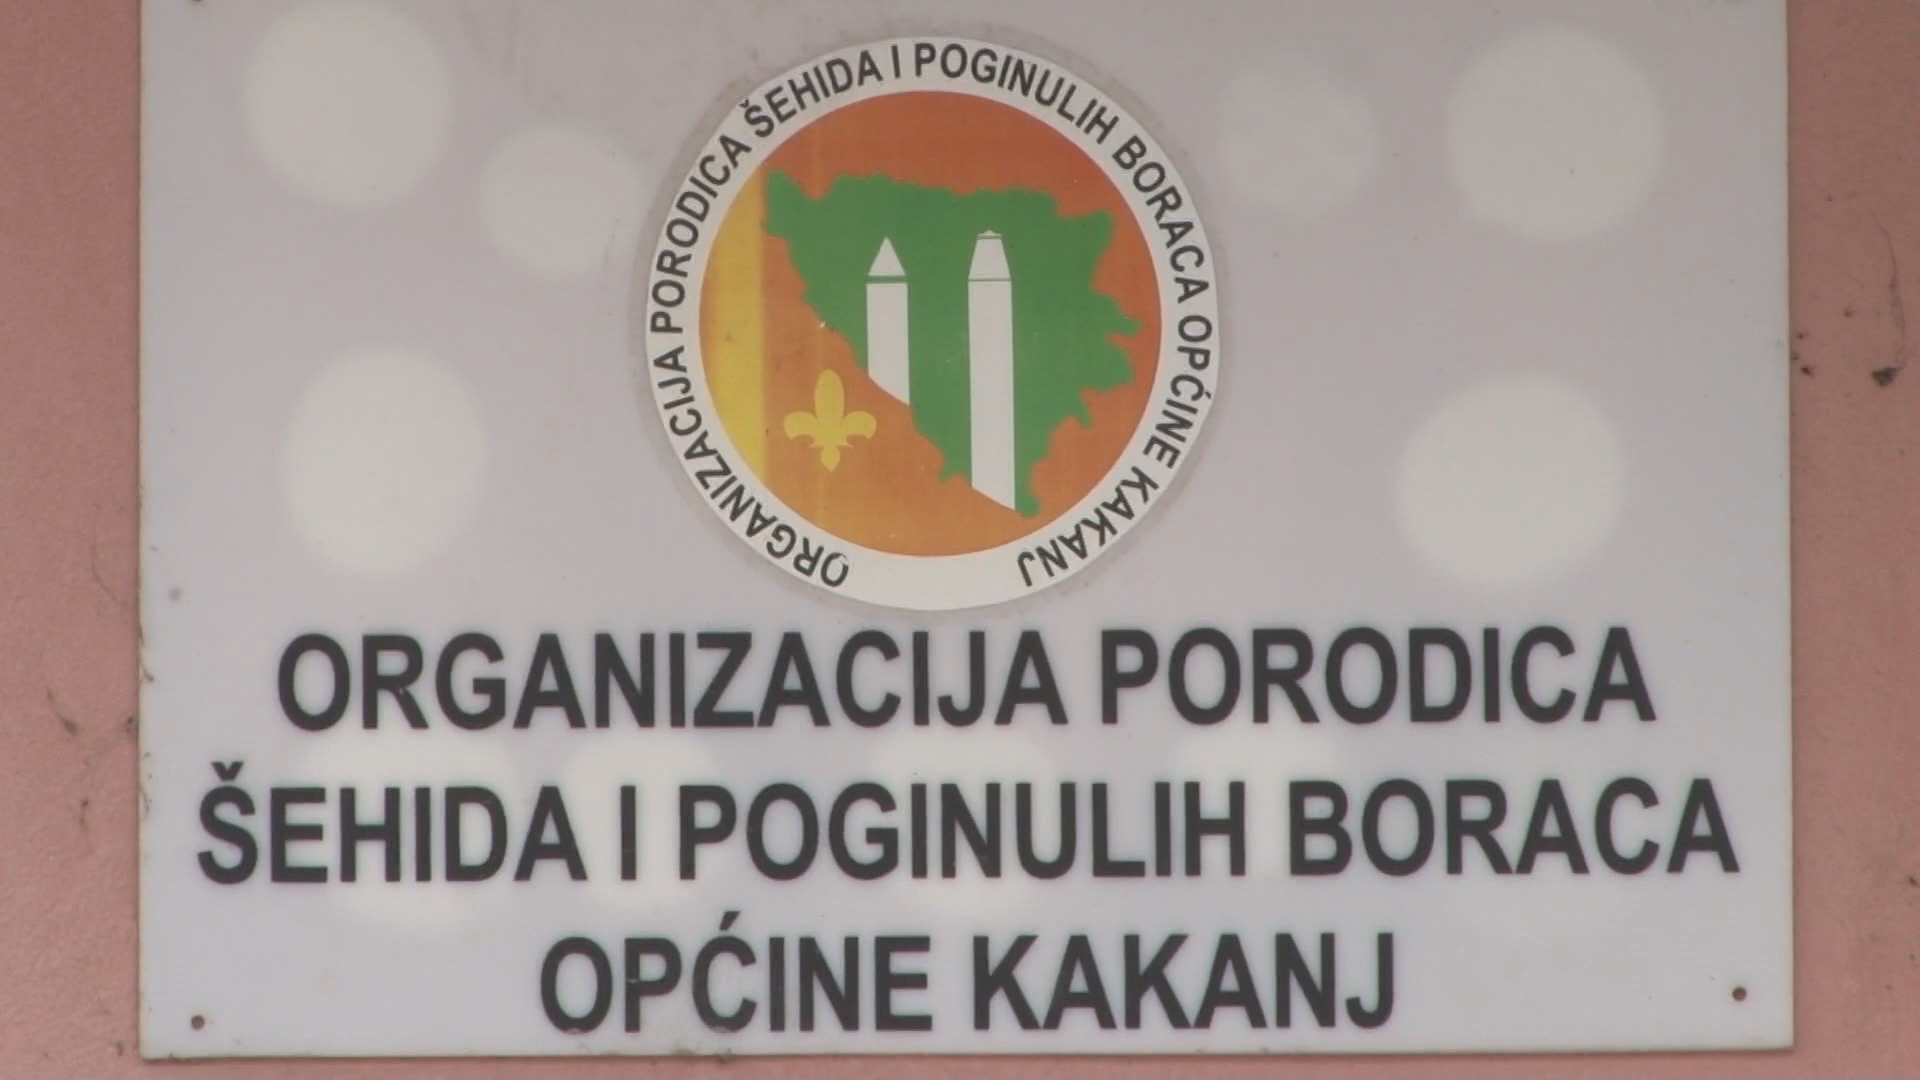 ORGANIZACIJA PORODICA ŠEHIDA I POGINULIH BORACA OPĆINE KAKANJ
ORGANIZACIJA PORODICA
ŠEHIDA I POGINULIH BORACA
OPĆINE KAKANJ